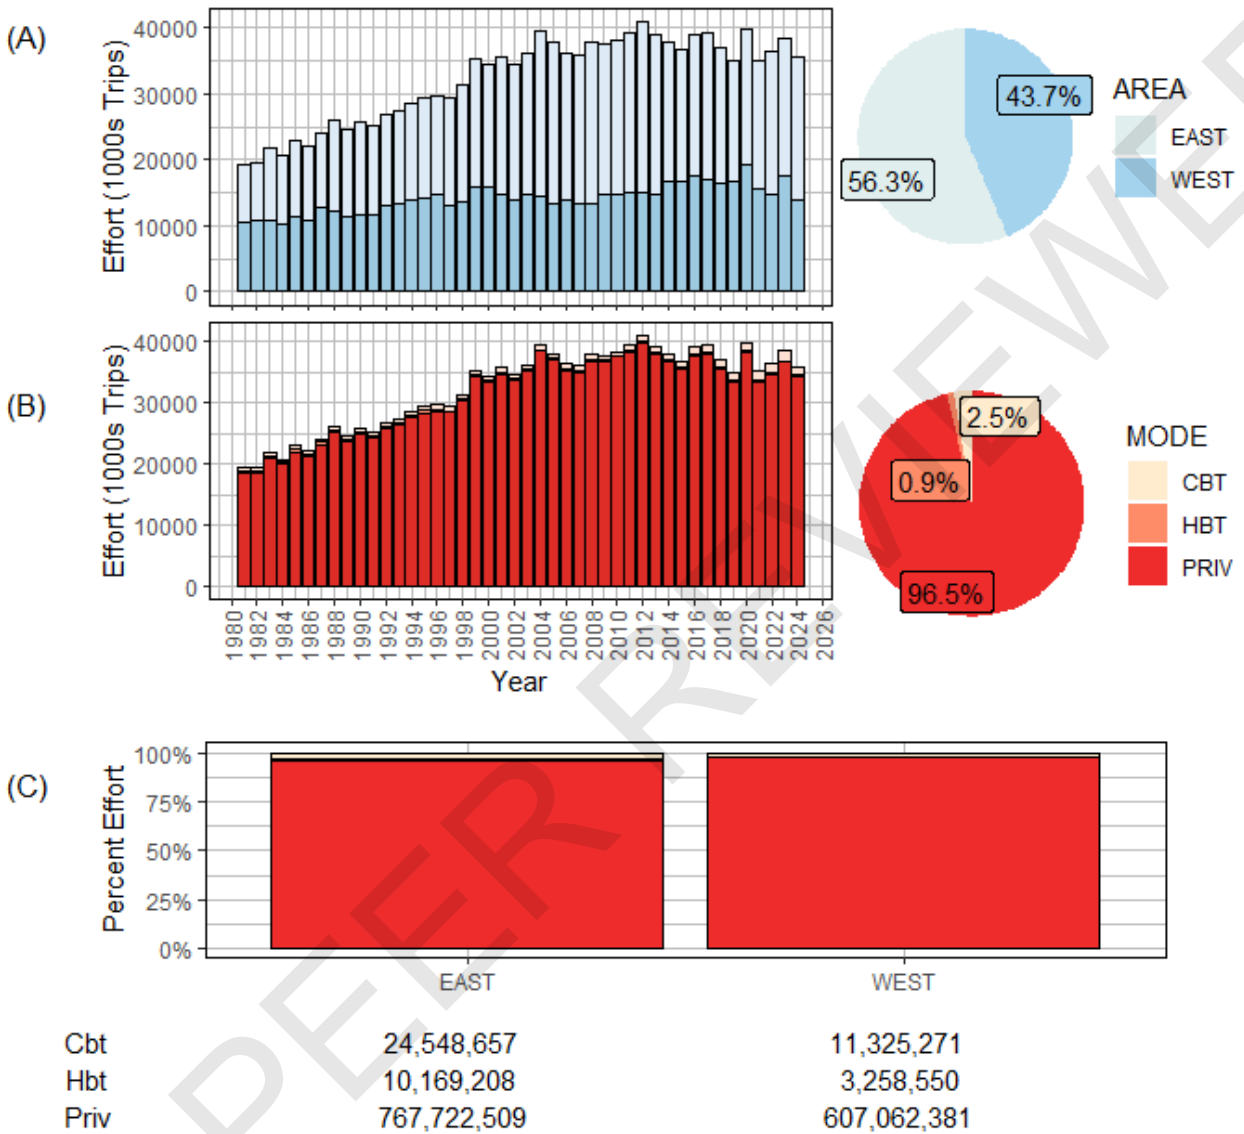 (A)
Effort (1000s Trips)
40000
30000
20000
10000
0
43.7%
56.3%
AREA
EAST
WEST
(B)
Effort (1000s Trips)
40000
30000
20000
10000
0
1980
1982
1984
1986
1988
1990
1992
1994
1996
1998
2000
2002
2004
2006
2008
2010
2012
2014
2016
2018
2020
2022
2024
2026
Year
2.5%
0.9%
96.5%
MODE
CBT
HBT
PRIV
(C)
Percent Effort
100%
75%
50%
25%
0%
EAST WEST
Cbt 24,548,657 11,325,271
Hbt 10,169,208 3,258,550
Priv 767,722,509 607,062,381
PEER REVIEWE